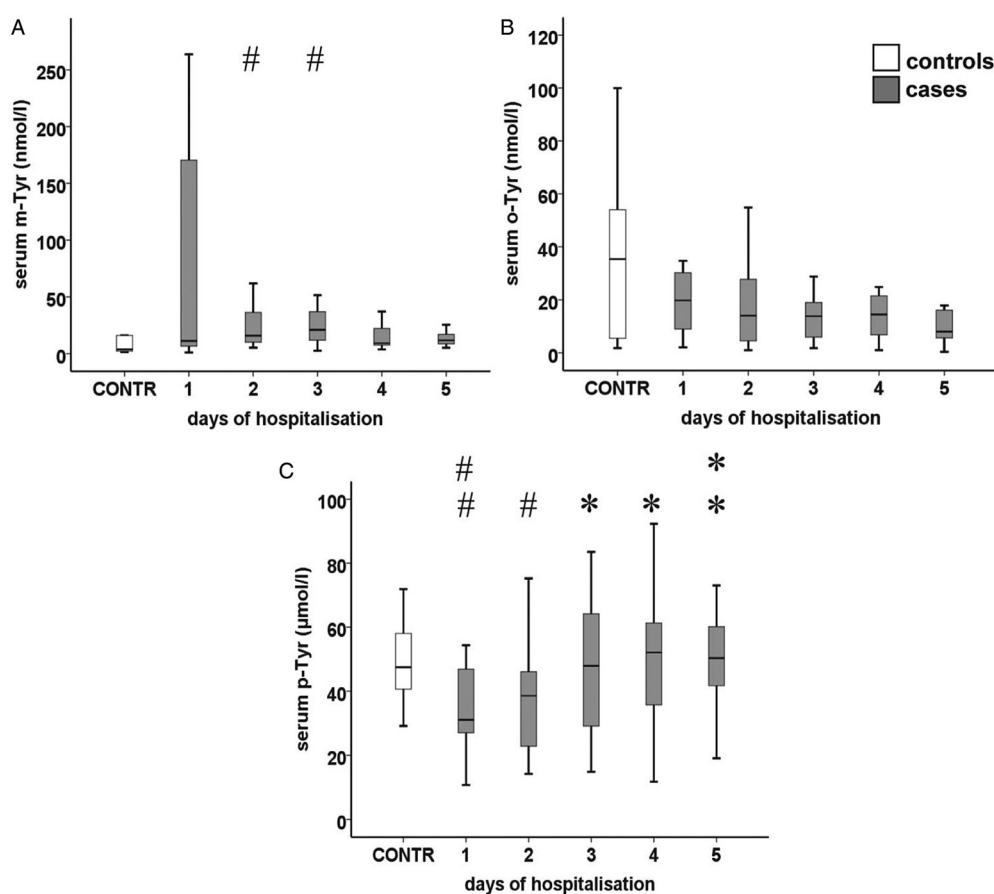 A
# #
250
200
150
100
50
0
serum m-Tyr (nmol/l)
CONTR 1 2 3 4 5
days of hospitalisation
B
120
100
80
60
40
20
0
serum o-Tyr (nmol/l)
CONTR 1 2 3 4 5
days of hospitalisation
controls
cases
C
# *
# # * * *
100
80
60
40
20
0
serum p-Tyr (µmol/l)
CONTR 1 2 3 4 5
days of hospitalisation